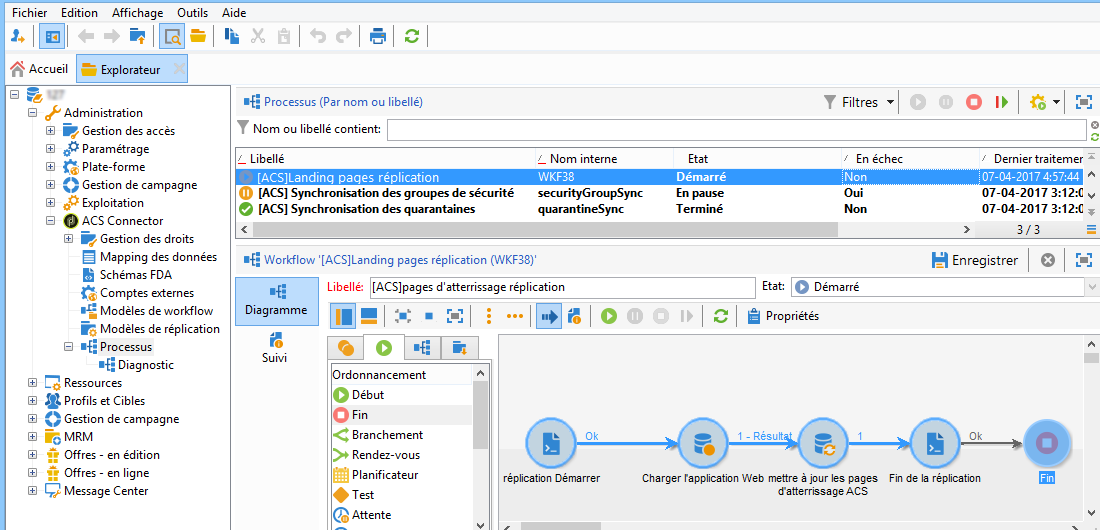 Fichier Edition Affichage Outils Aide
Accueil Explorateur
Administration
Gestion des accès
Paramétrage
Plate-forme
Gestion de campagne
Exploitation
ACS Connector
Gestion des droits
Mapping des données
Schémas FDA
Comptes externes
Modèles de workflow
Modèles de réplication
Processus
Diagnostic
Ressources
Profils et Cibles
Gestion de campagne
MRM
Offres - en édition
Offres - en ligne
Message Center
Processus (Par nom ou libellé)
Filtres
Nom ou libellé contient:
Libellé Nom interne Etat En échec Dernier traitement
[ACS]Landing pages réplication WKF38 Démarré Non 07-04-2017 4:57:44
[ACS] Synchronisation des groupes de sécurité securityGroupSync En pause Oui 07-04-2017 3:12:0
[ACS] Synchronisation des quarantaines quarantineSync Terminé Non 07-04-2017 3:12:0
3 / 3
Workflow '[ACS]Landing pages réplication (WKF38)'
Enregistrer
Diagramme
Suivi
Libellé: [ACS]pages d'atterrissage réplication Etat: Démarré
Propriétés
Ordonnancement
Début
Fin
Branchement
Rendez-vous
Planificateur
Test
Attente
Ok 1 - Résultat 1 Ok
réplication Démarrer Charger l'application Web mettre à jour les pages Fin de la réplication Fin
d'atterrissage ACS